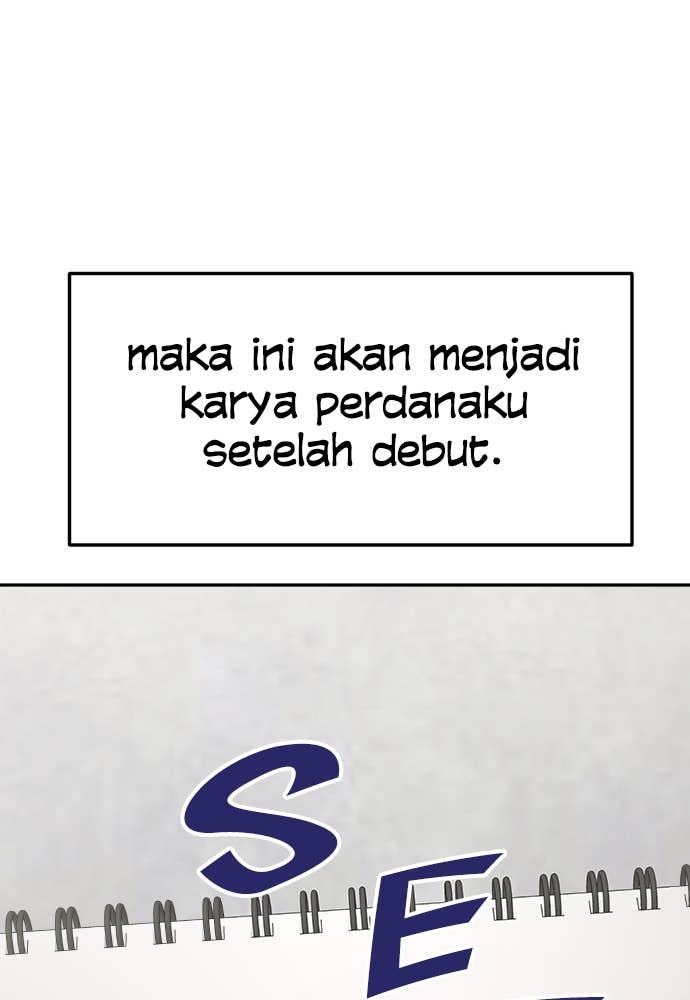 maka ini akan menjadi
karya perdanaku
setelah debut.
S
E